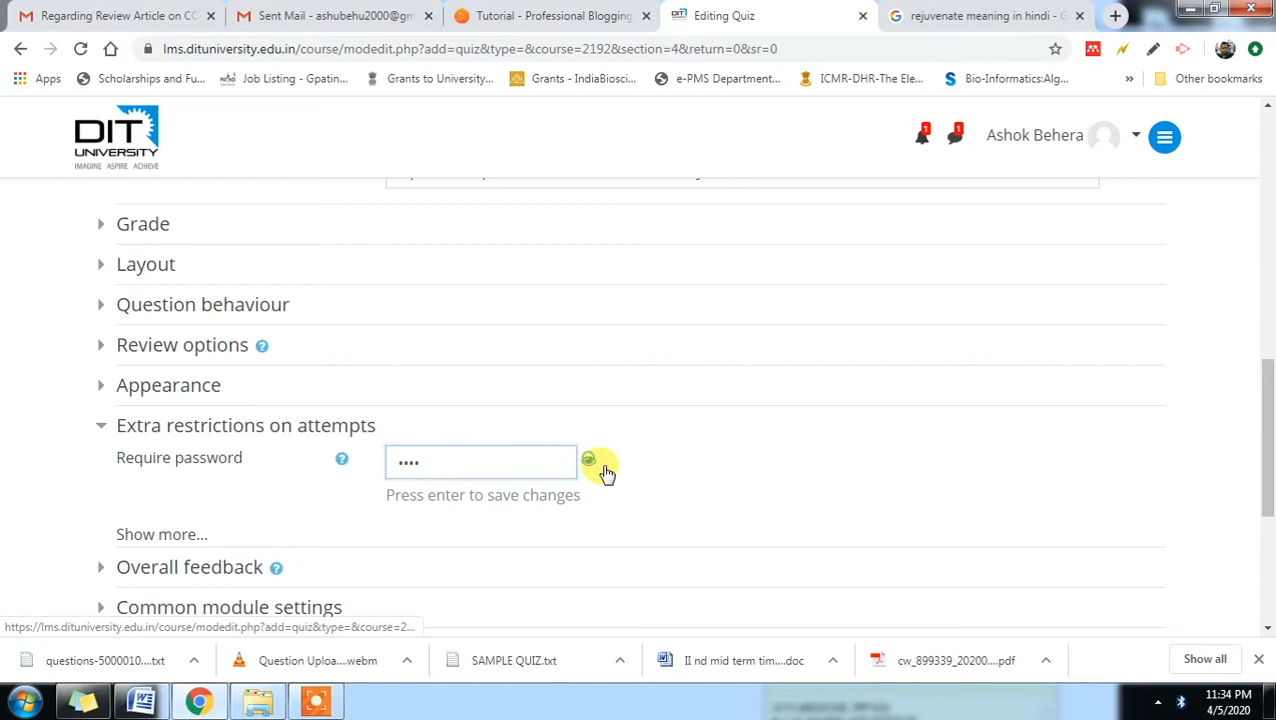 Regarding Review Article on CC
Sent Mail - ashubehu2000@gm
- Professional Blogging
Editing Quiz
rejuvenate meaning in hindi - G
lms.dituniversity.edu.in/course/modedit.php?add=quiz&type=&course=2192&section=4&return=0&sr=0
Apps
Scholarships and Fu...
Job Listing - Gpatin...
Grants to University...
Grants - IndiaBiosci...
e-PMS Department...
ICMR-DHR-The Ele...
Bio-Informatics:Alg...
»
Other bookmarks
DIT
UNIVERSITY
IMAGINE ASPIRE ACHIEVE
1
1
Ashok Behera
Grade
Layout
Question behaviour
Review options
Appearance
Extra restrictions on attempts
Require password
••••
Press enter to save changes
Show more...
Overall feedback
Common module settings
https://lms.dituniversity.edu.in/course/modedit.php?add=quiz&type=&course=2...
questions-5000010....txt
Question Uploa....webm
SAMPLE QUIZ.txt
II nd mid term tim....doc
cw_899339_20200....pdf
Show all
11:34 PM
4/5/2020